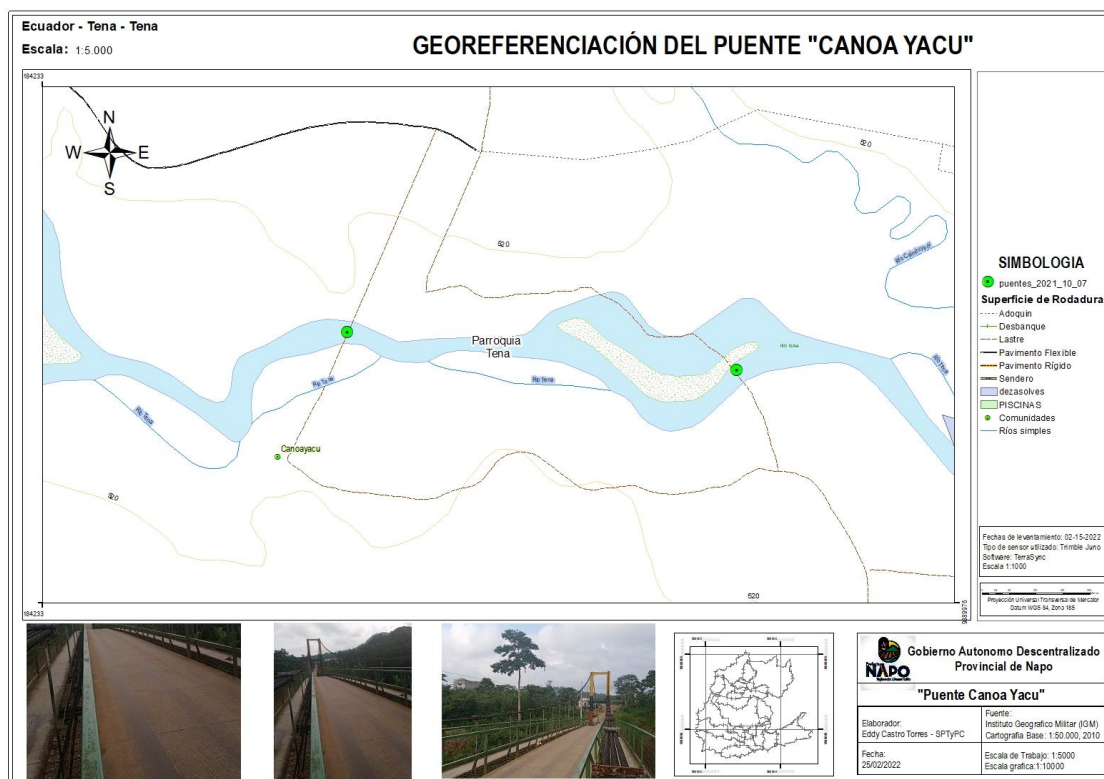 Ecuador - Tena - Tena
Escala: 1:5.000
GEOREFERENCIACIÓN DEL PUENTE "CANOA YACU"
184233
N
W
E
S
520
520
Parroquia
Tena
Rio Tena
Rio Tena
Rio Tena
Canoayacu
520
520
184233
SIMBOLOGIA
puentes_2021_10_07
Superficie de Rodadura
Adoquin
Desbanque
Lastre
Pavimento Flexible
Pavimento Rígido
Sendero
dezasolves
PISCINAS
Comunidades
Ríos simples
Fechas de levantamiento: 02-15-2022
Tipo de sensor utilizado: Trimble Juno
Software: TerraSync
Escala 1:1000
Proyección Universal Transversal de Mercator
Datum WGS 84, Zona 18S
NAPO
Gobierno Autonomo Descentralizado
Provincial de Napo
"Puente Canoa Yacu"
Elaborador:
Eddy Castro Torres - SPTyPC
Fuente:
Instituto Geografico Militar (IGM)
Cartografia Base: 1:50.000, 2010
Fecha:
25/02/2022
Escala de Trabajo: 1:5000
Escala grafica:1:10000